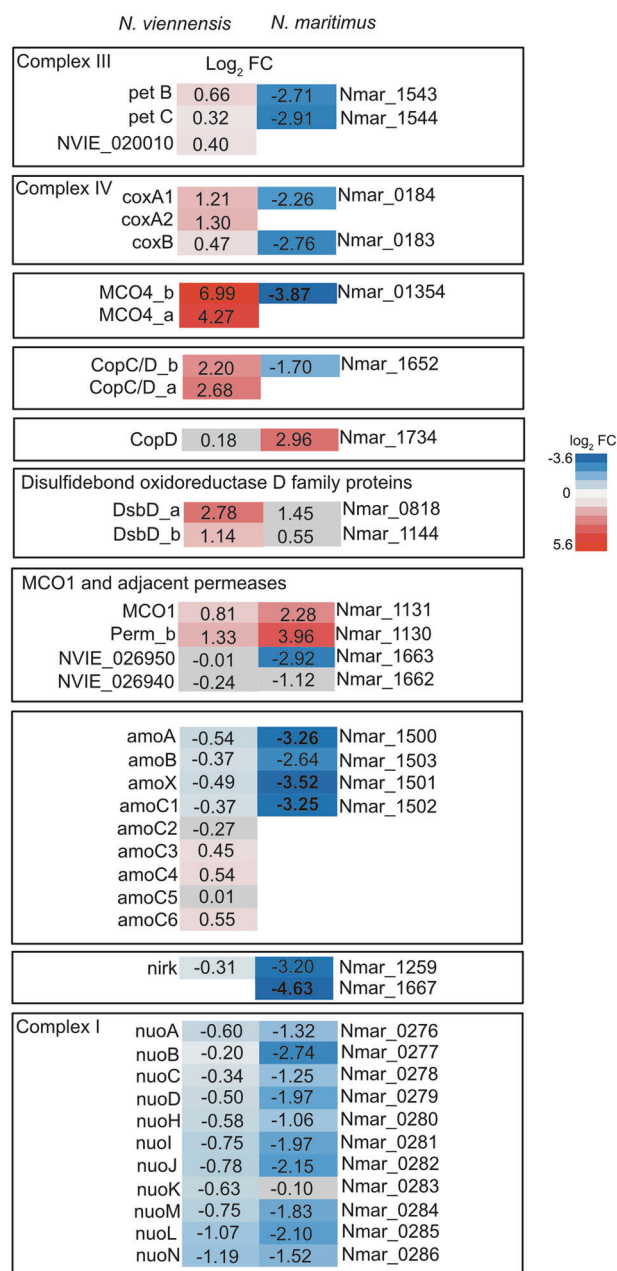 N. viennensis N. maritimus
Complex III Log2 FC
pet B 0.66 -2.71 Nmar_1543
pet C 0.32 -2.91 Nmar_1544
NVIE_020010 0.40
Complex IV
coxA1 1.21 -2.26 Nmar_0184
coxA2 1.30
coxB 0.47 -2.76 Nmar_0183
MCO4_b 6.99 -3.87 Nmar_01354
MCO4_a 4.27
CopC/D_b 2.20 -1.70 Nmar_1652
CopC/D_a 2.68
CopD 0.18 2.96 Nmar_1734
log2 FC
-3.6
0
5.6
Disulfidebond oxidoreductase D family proteins
DsbD_a 2.78 1.45 Nmar_0818
DsbD_b 1.14 0.55 Nmar_1144
MCO1 and adjacent permeases
MCO1 0.81 2.28 Nmar_1131
Perm_b 1.33 3.96 Nmar_1130
NVIE_026950 -0.01 -2.92 Nmar_1663
NVIE_026940 -0.24 -1.12 Nmar_1662
amoA -0.54 -3.26 Nmar_1500
amoB -0.37 -2.64 Nmar_1503
amoX -0.49 -3.52 Nmar_1501
amoC1 -0.37 -3.25 Nmar_1502
amoC2 -0.27
amoC3 0.45
amoC4 0.54
amoC5 0.01
amoC6 0.55
nirk -0.31 -3.20 Nmar_1259
-4.63 Nmar_1667
Complex I
nuoA -0.60 -1.32 Nmar_0276
nuoB -0.20 -2.74 Nmar_0277
nuoC -0.34 -1.25 Nmar_0278
nuoD -0.50 -1.97 Nmar_0279
nuoH -0.58 -1.06 Nmar_0280
nuoI -0.75 -1.97 Nmar_0281
nuoJ -0.78 -2.15 Nmar_0282
nuoK -0.63 -0.10 Nmar_0283
nuoM -0.75 -1.83 Nmar_0284
nuoL -1.07 -2.10 Nmar_0285
nuoN -1.19 -1.52 Nmar_0286